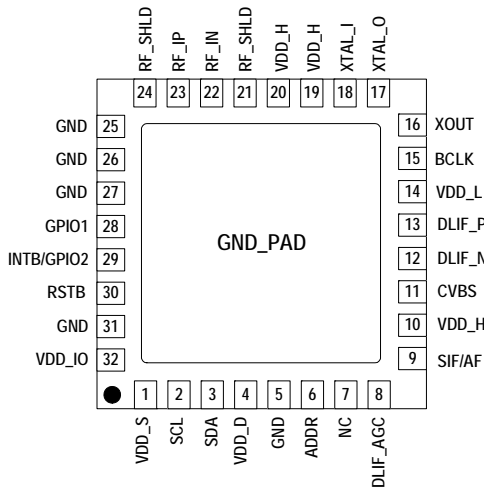 RF_SHLD
RF_IP
RF_IN
RF_SHLD
VDD_H
VDD_H
XTAL_I
XTAL_O
24 23 22 21 20 19 18 17
GND 25
GND 26
GND 27
GPIO1 28
INTB/GPIO2 29
RSTB 30
GND 31
VDD_IO 32
GND_PAD
16 XOUT
15 BCLK
14 VDD_L
13 DLIF_P
12 DLIF_N
11 CVBS
10 VDD_H
9 SIF/AF
1 2 3 4 5 6 7 8
VDD_S
SCL
SDA
VDD_D
GND
ADDR
NC
DLIF_AGC